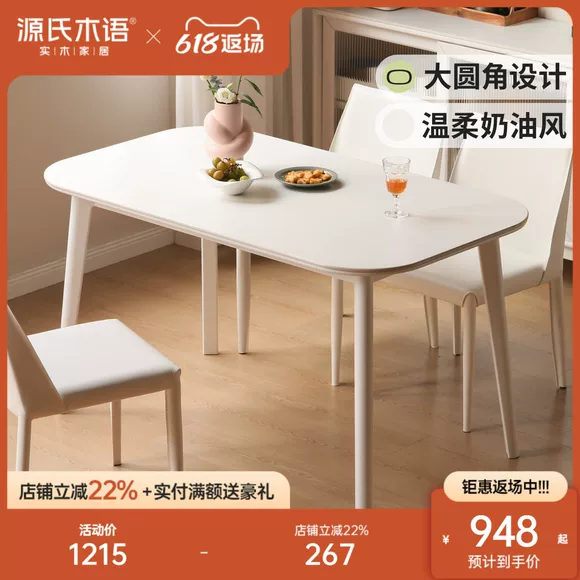 源氏木语®
实|木|家|居
×
618返场
大圆角设计
温柔奶油风
店铺立减22%+实付满额送豪礼
钜惠返场中!!!
活动价
1215
-
店铺立减22%
267
¥ 948 起
预计到手价